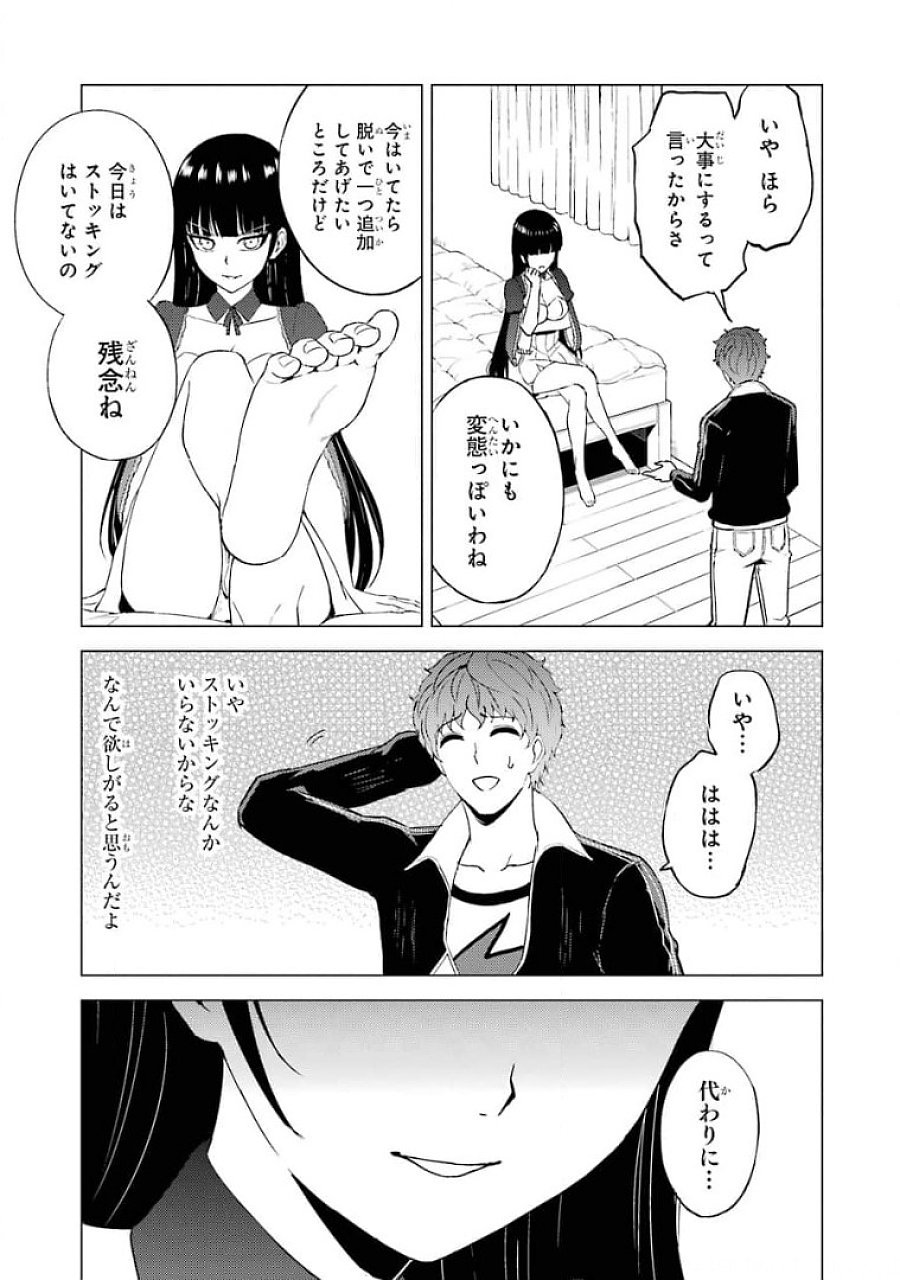 いや ほら
大事にするって
言ったからさ
いかにも
変態っぽいわね
今はいてたら
脱いで一つ追加
してあげたい
ところだけど
今日は
ストッキング
はいてないの
残念ね
いや…
ははは…
いや
ストッキングなんか
いらないからな
なんで欲しがると思うんだよ
代わりに…